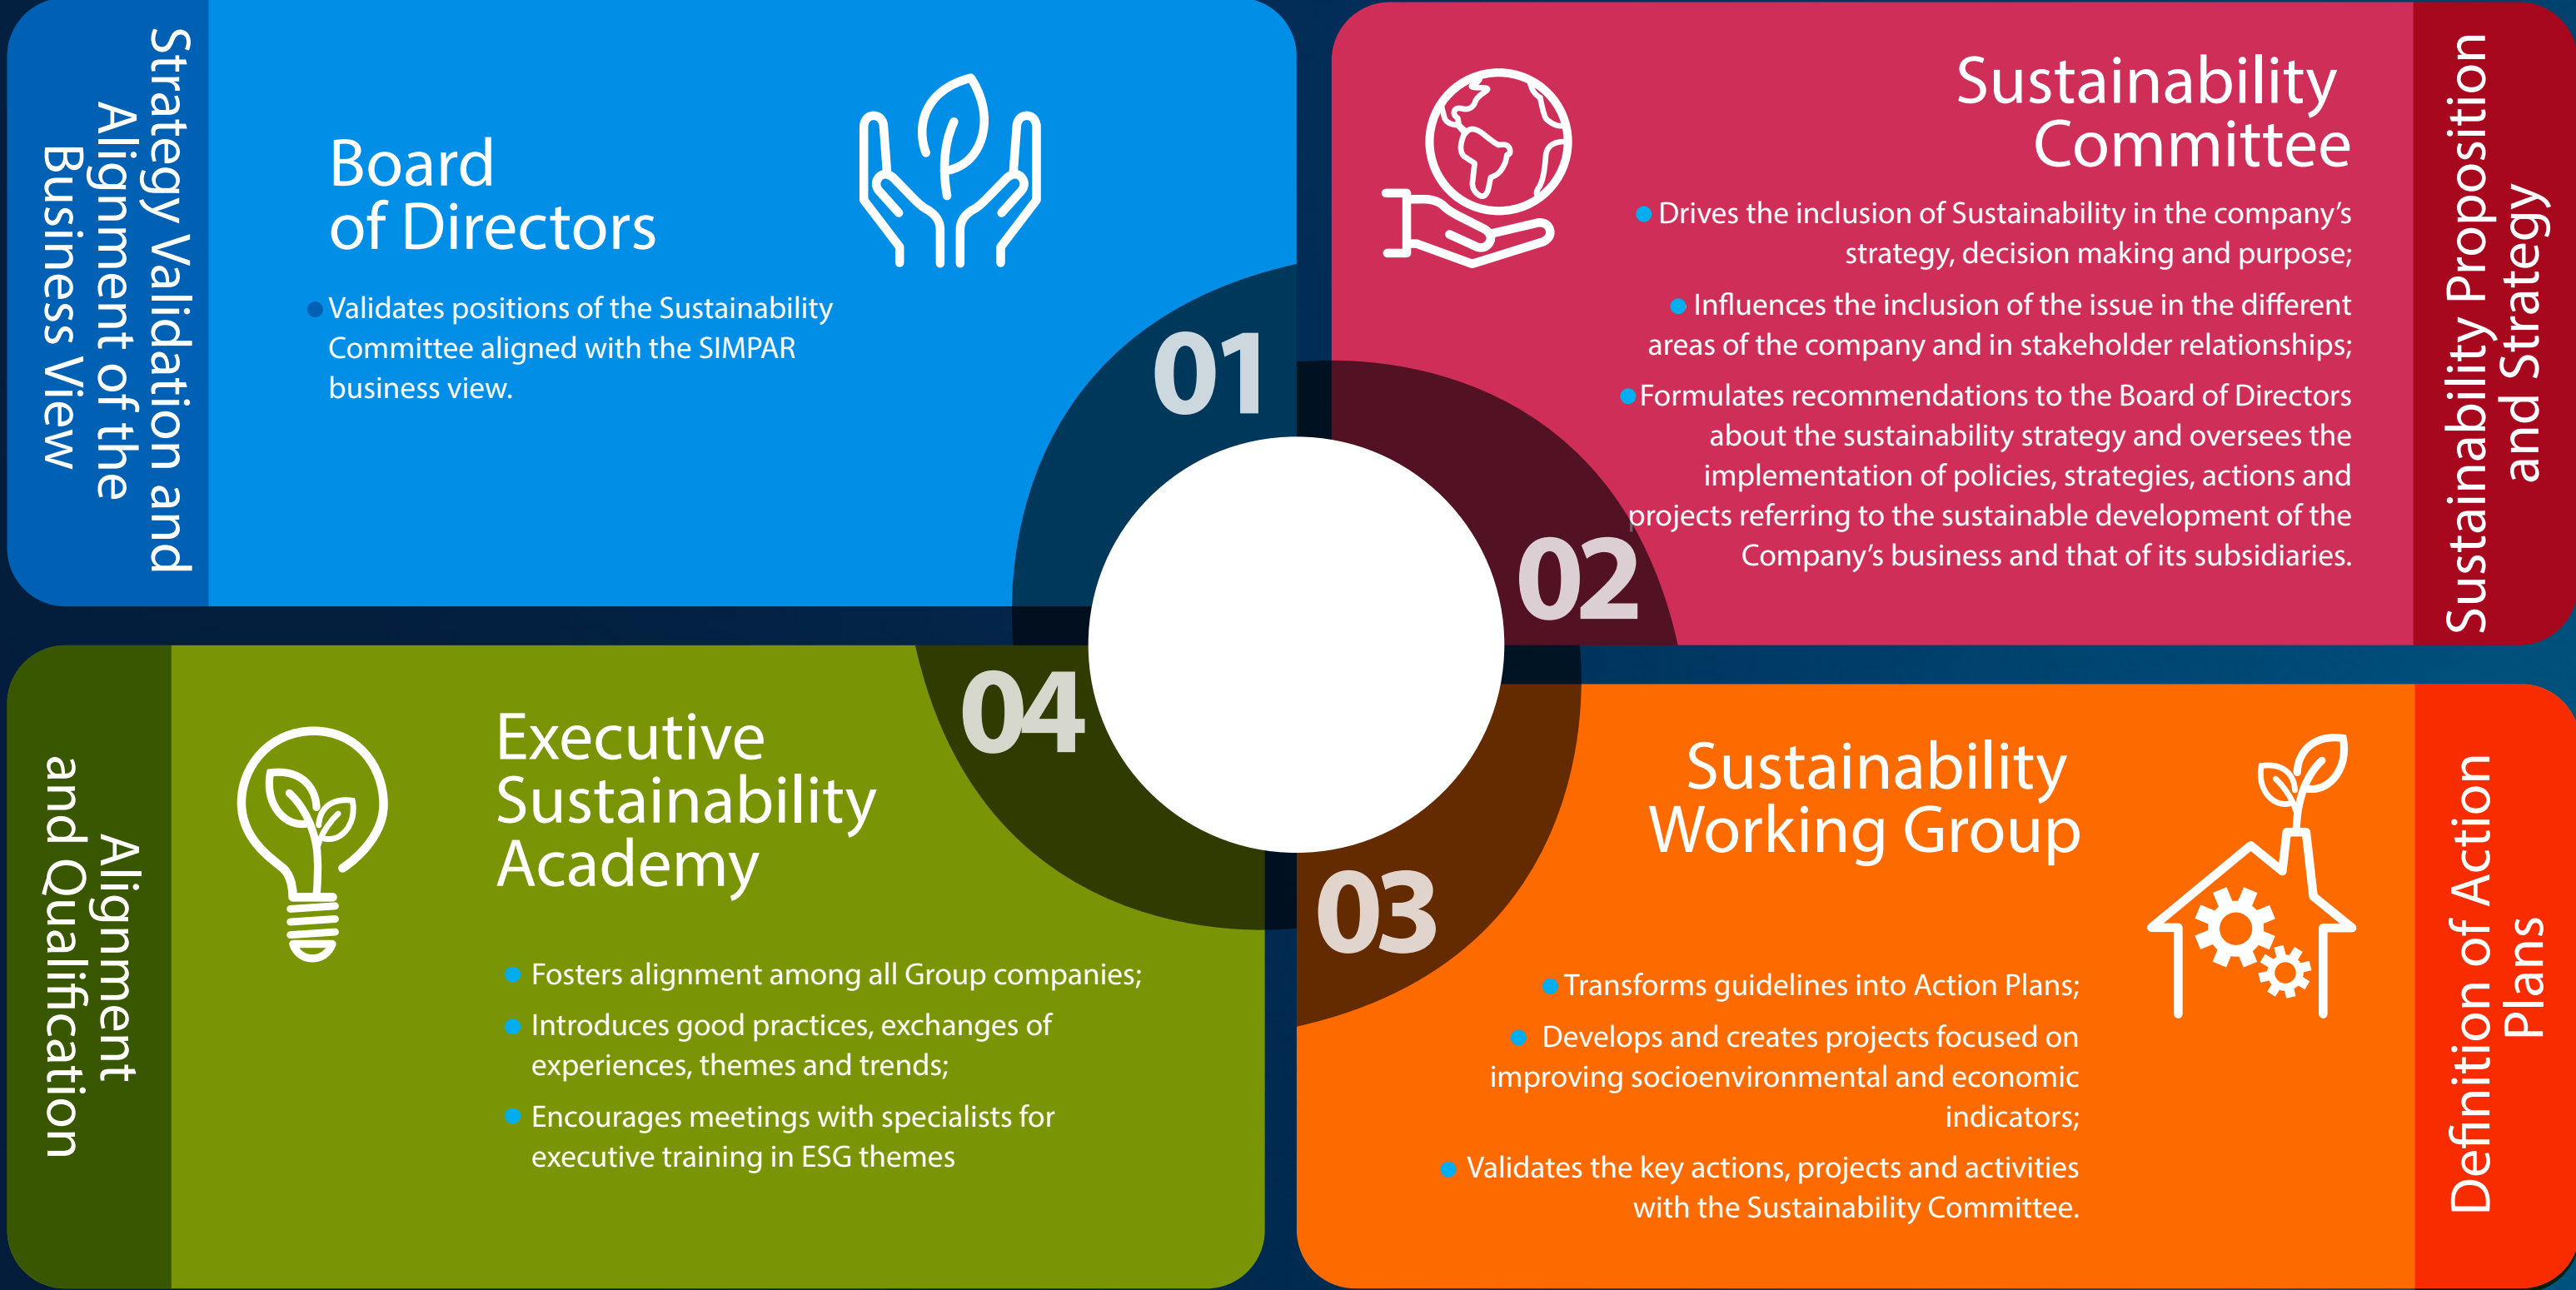 Strategy Validation and
Alignment of the
Business View
Board
of Directors
Validates positions of the Sustainability
Committee aligned with the SIMPAR
business view.
01
Sustainability
Committee
Drives the inclusion of Sustainability in the company’s
strategy, decision making and purpose;
Influences the inclusion of the issue in the different
areas of the company and in stakeholder relationships;
Formulates recommendations to the Board of Directors
about the sustainability strategy and oversees the
implementation of policies, strategies, actions and
projects referring to the sustainable development of the
Company’s business and that of its subsidiaries.
02
Sustainability Proposition
and Strategy
Sustainability
Working Group
Transforms guidelines into Action Plans;
Develops and creates projects focused on
improving socioenvironmental and economic
indicators;
Validates the key actions, projects and activities
with the Sustainability Committee.
03
Definition of Action
Plans
Alignment
and Qualification
Executive
Sustainability
Academy
Fosters alignment among all Group companies;
Introduces good practices, exchanges of
experiences, themes and trends;
Encourages meetings with specialists for
executive training in ESG themes
04